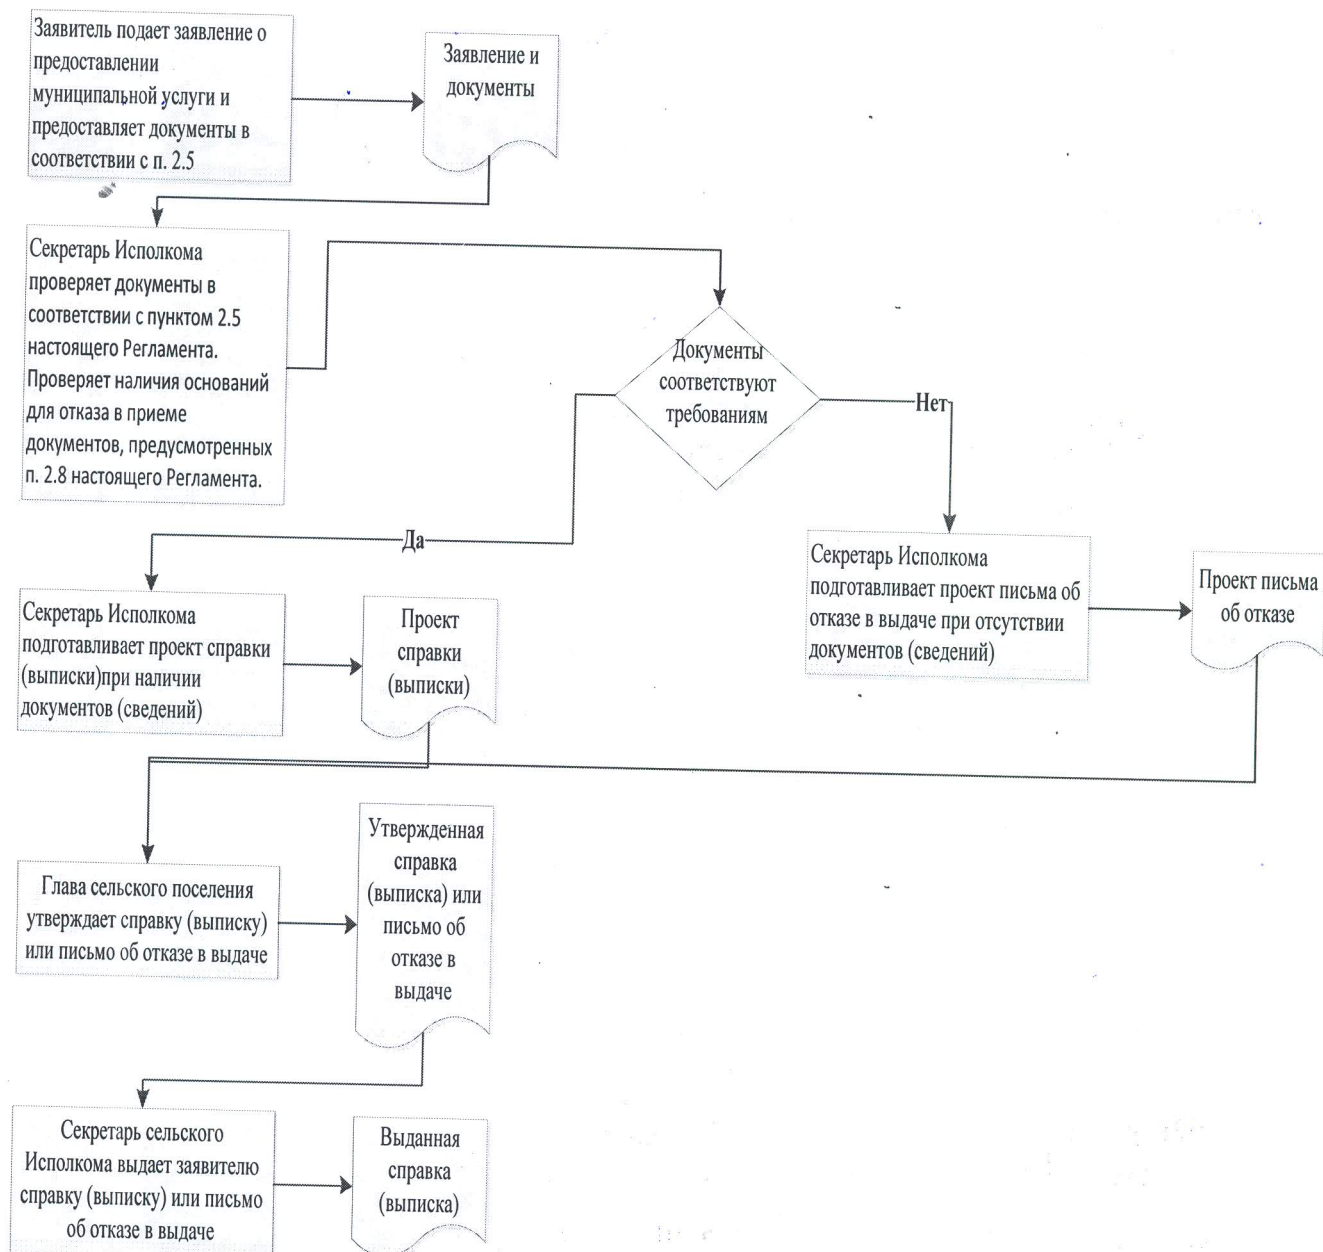 Заявитель подает заявление о
предоставлении
муниципальной услуги и
предоставляет документы в
соответствии с п. 2.5
Заявление и
документы
Секретарь Исполкома
проверяет документы в
соответствии с пунктом 2.5
настоящего Регламента.
Проверяет наличия оснований
для отказа в приеме
документов, предусмотренных
п. 2.8 настоящего Регламента.
Документы
соответствуют
требованиям
Нет
Да
Секретарь Исполкома
подготавливает проект письма об
отказе в выдаче при отсутствии
документов (сведений)
Проект письма
об отказе
Секретарь Исполкома
подготавливает проект справки
(выписки)при наличии
документов (сведений)
Проект
справки
(выписки)
Глава сельского поселения
утверждает справку (выписку)
или письмо об отказе в выдаче
Утвержденная
справка
(выписка) или
письмо об
отказе в
выдаче
Секретарь сельского
Исполкома выдает заявителю
справку (выписку) или письмо
об отказе в выдаче
Выданная
справка
(выписка)